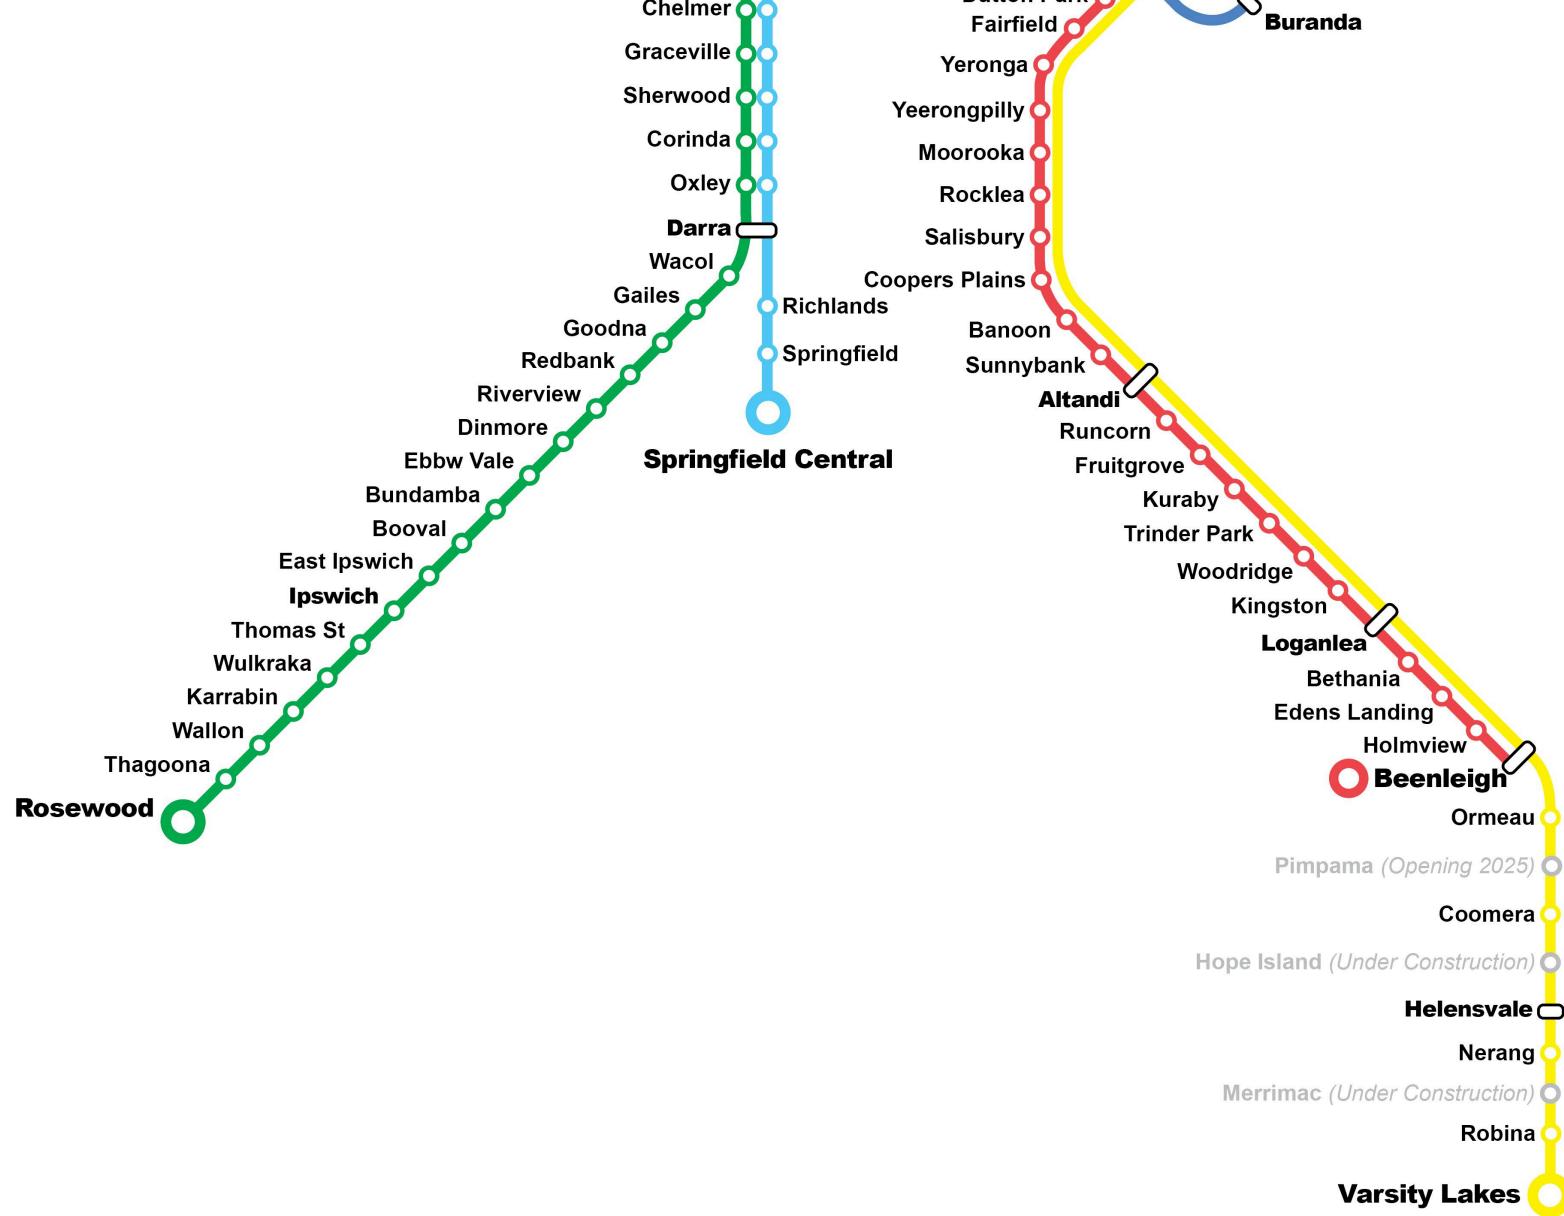 Chelmer
Graceville
Sherwood
Corinda
Oxley
Darra
Wacol
Gailes
Goodna
Redbank
Riverview
Dinmore
Ebbw Vale
Bundamba
Booval
East Ipswich
Ipswich
Thomas St
Wulkraka
Karrabin
Wallon
Thagoona
Rosewood
Richlands
Springfield
Springfield Central
Buranda
Fairfield
Yeronga
Yeerongpilly
Moorooka
Rocklea
Salisbury
Coopers Plains
Banoon
Sunnybank
Altandi
Runcorn
Fruitgrove
Kuraby
Trinder Park
Woodridge
Kingston
Loganlea
Bethania
Edens Landing
Holmview
Beenleigh
Ormeau
Pimpama (Opening 2025)
Coomera
Hope Island (Under Construction)
Helensvale
Nerang
Merrimac (Under Construction)
Robina
Varsity Lakes